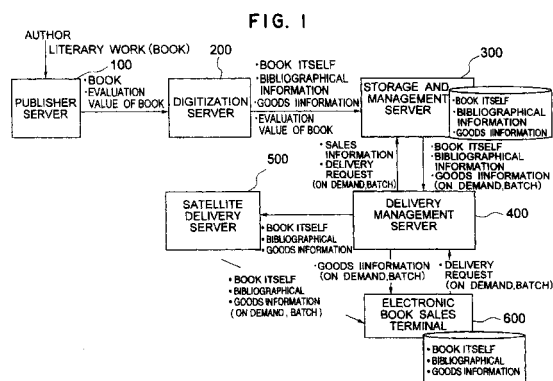 FIG. 1
AUTHOR
LITERARY WORK (BOOK)
100
PUBLISHER
SERVER
•BOOK
•EVALUATION
VALUE OF BOOK
200
DIGITIZATION
SERVER
•BOOK ITSELF
•BIBLIOGRAPHICAL
INFORMATION
•GOODS IINFORMATION
•EVALUATION
VALUE OF BOOK
300
STORAGE AND
MANAGEMENT
SERVER
•BOOK ITSELF
•BIBLIOGRAPHICAL
INFORMATION
•GOODS IINFORMATION
•SALES
INFORMATION
•DELIVERY
REQUEST
(ON DEMAND,BATCH)
•BOOK ITSELF
•BIBLIOGRAPHICAL
INFORMATION
•GOODS IINFORMATION
(ON DEMAND,BATCH)
500
SATELLITE
DELIVERY
SERVER
•BOOK ITSELF
•BIBLIOGRAPHICAL
•GOODS INFORMATION
DELIVERY
MANAGEMENT
SERVER
400
•GOODS IINFORMATION
(ON DEMAND,BATCH)
•DELIVERY
REQUEST
(ON DEMAND,BATCH)
•BOOK ITSELF
•BIBLIOGRAPHICAL
•GOODS INFORMATION
(ON DEMAND, BATCH)
ELECTRONIC
BOOK SALES
TERMINAL
600
•BOOK ITSELF
•BIBLIOGRAPHICAL
•GOODS INFORMATION